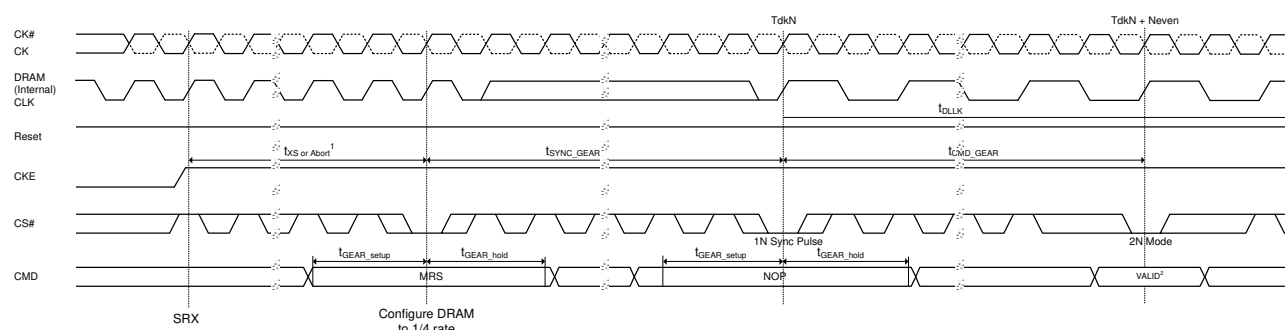 TdkN TdkN + Neven
CK#
CK
DRAM
(Internal)
CLK
tDLLK
Reset
tXS or Abort1 tSYNC_GEAR tCMD_GEAR
CKE
CS#
1N Sync Pulse 2N Mode
tGEAR_setup tGEAR_hold tGEAR_setup tGEAR_hold
CMD MRS NOP VALID2
SRX Configure DRAM
to 1/4 rate